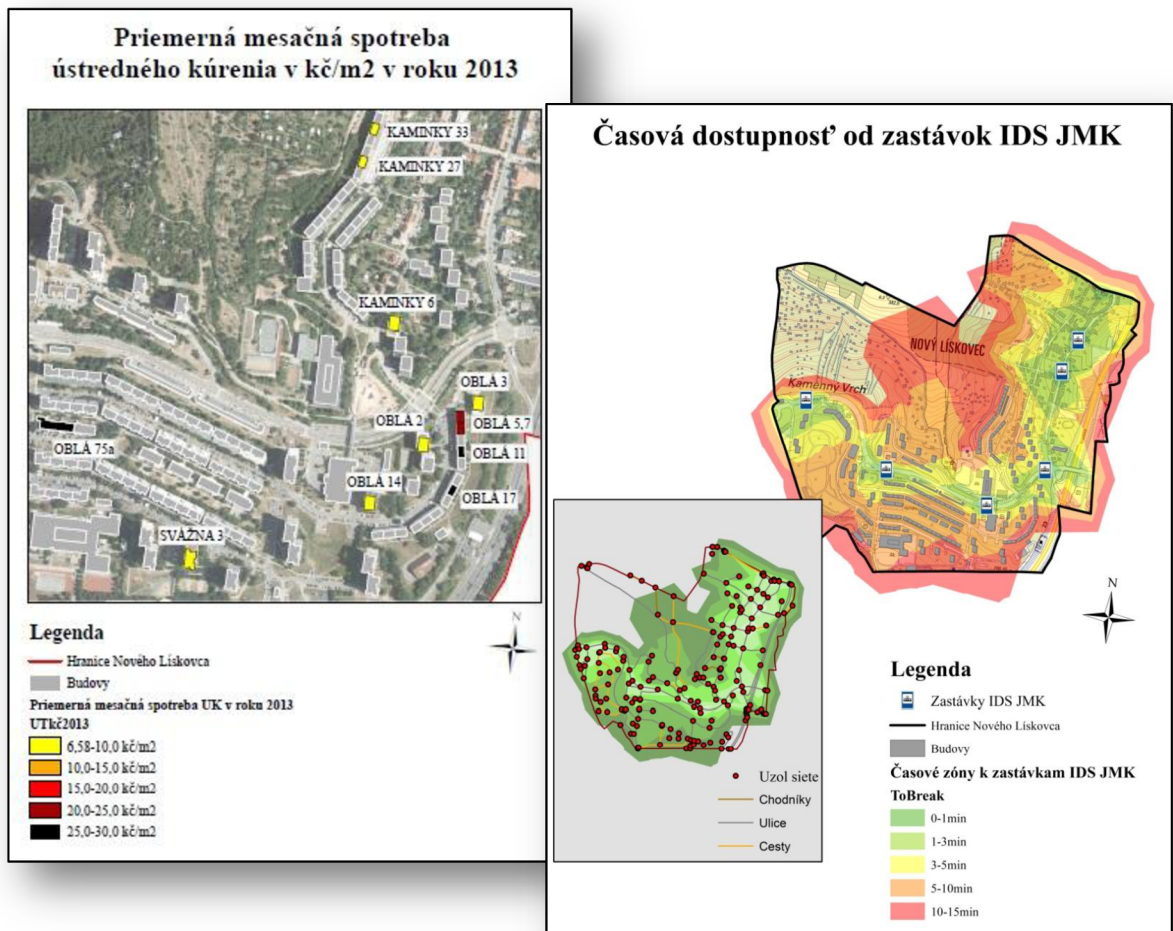 Priemerná mesačná spotreba
ústredného kúrenia v kč/m2 v roku 2013
KAMINKY 33
KAMINKY 27
KAMINKY 6
OBLÁ 3
OBLÁ 2
OBLÁ 5,7
OBLÁ 75a
OBLÁ 11
OBLÁ 14
OBLÁ 17
SVÁŽNA 3
N
Legenda
Hranice Nového Lískovca
Budovy
Priemerná mesačná spotreba UK v roku 2013
UTkč2013
6,58-10,0 kč/m2
10,0-15,0 kč/m2
15,0-20,0 kč/m2
20,0-25,0 kč/m2
25,0-30,0 kč/m2
Časová dostupnosť od zastávok IDS JMK
NOVÝ LÍSKOVEC
Kamenný Vrch
N
Uzol siete
Chodníky
Ulice
Cesty
Legenda
Zastávky IDS JMK
Hranice Nového Lískovca
Budovy
Časové zóny k zastávkam IDS JMK
ToBreak
0-1min
1-3min
3-5min
5-10min
10-15min